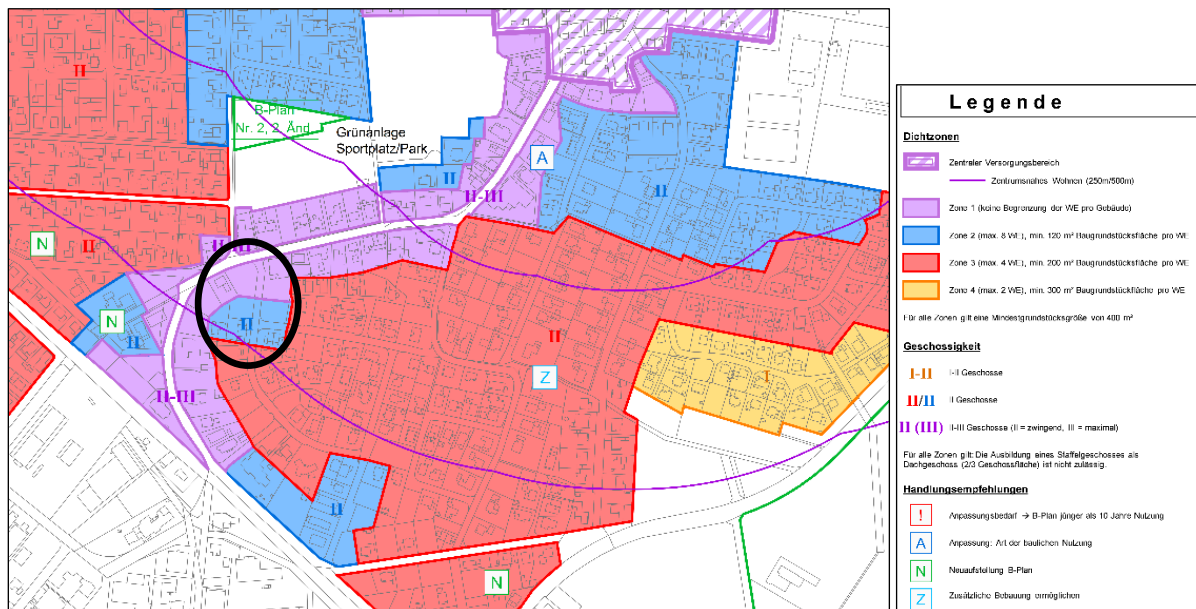 II
B-Plan
Nr. 2, 2. Änd
Grünanlage
Sportplatz/Park
A
II
II
II-III
N
II
II
N
II
II
II
Z
I
II-III
II
N
Legende
Dichtzonen
Zentraler Versorgungsbereich
Zentrumsnahes Wohnen (250m/500m)
Zone 1 (keine Begrenzung der WE pro Gebäude)
Zone 2 (max. 8 WE), min. 120 m² Baugrundstücksfläche pro WE
Zone 3 (max. 4 WE), min. 200 m² Baugrundstücksfläche pro WE
Zone 4 (max. 2 WE), min. 300 m² Baugrundstückfläche pro WE
Für alle Zonen gilt eine Mindestgrundstücksgröße von 400 m²
Geschossigkeit
I-II I-II Geschosse
II/II II Geschosse
II (III) II-III Geschosse (II = zwingend, III = maximal)
Für alle Zonen gilt: Die Ausbildung eines Staffelgeschosses als
Dachgeschoss (2/3 Geschossfläche) ist nicht zulässig.
Handlungsempfehlungen
! Anpassungsbedarf → B-Plan jünger als 10 Jahre Nutzung
A Anpassung: Art der baulichen Nutzung
N Neuaufstellung B-Plan
Z Zusätzliche Bebauung ermöglichen